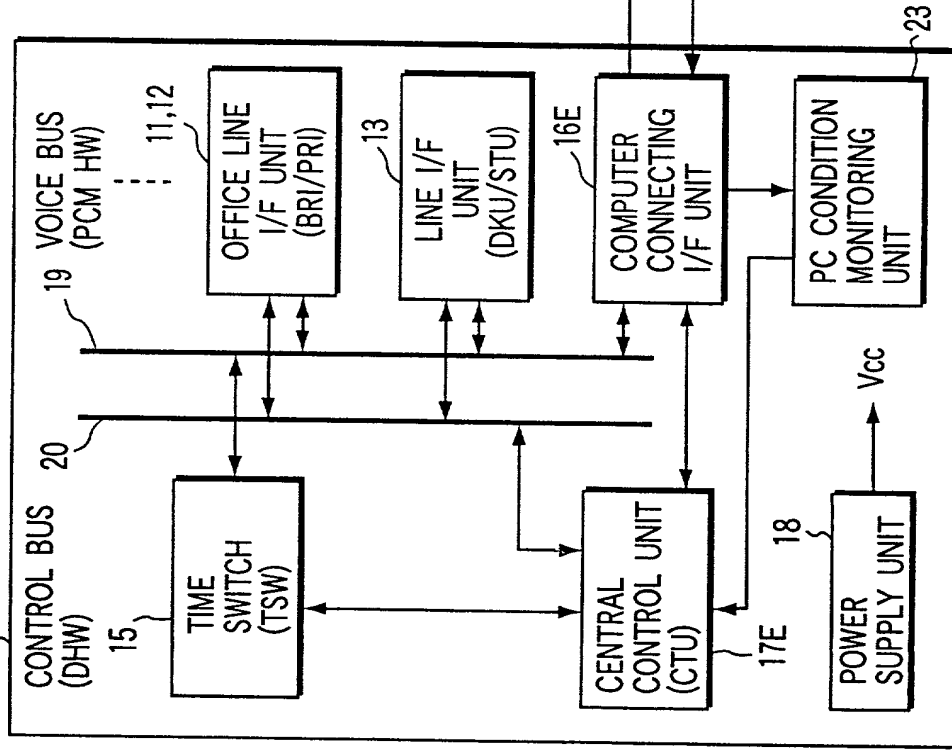 CONTROL BUS
(DHW)
20
19
VOICE BUS
(PCM HW)
15
TIME
SWITCH
(TSW)
11,12
OFFICE LINE
I/F UNIT
(BRI/PRI)
13
LINE I/F
UNIT
(DKU/STU)
16E
COMPUTER
CONNECTING
I/F UNIT
CENTRAL
CONTROL UNIT
(CTU)
17E
23
PC CONDITION
MONITORING
UNIT
18
POWER
SUPPLY UNIT
Vcc